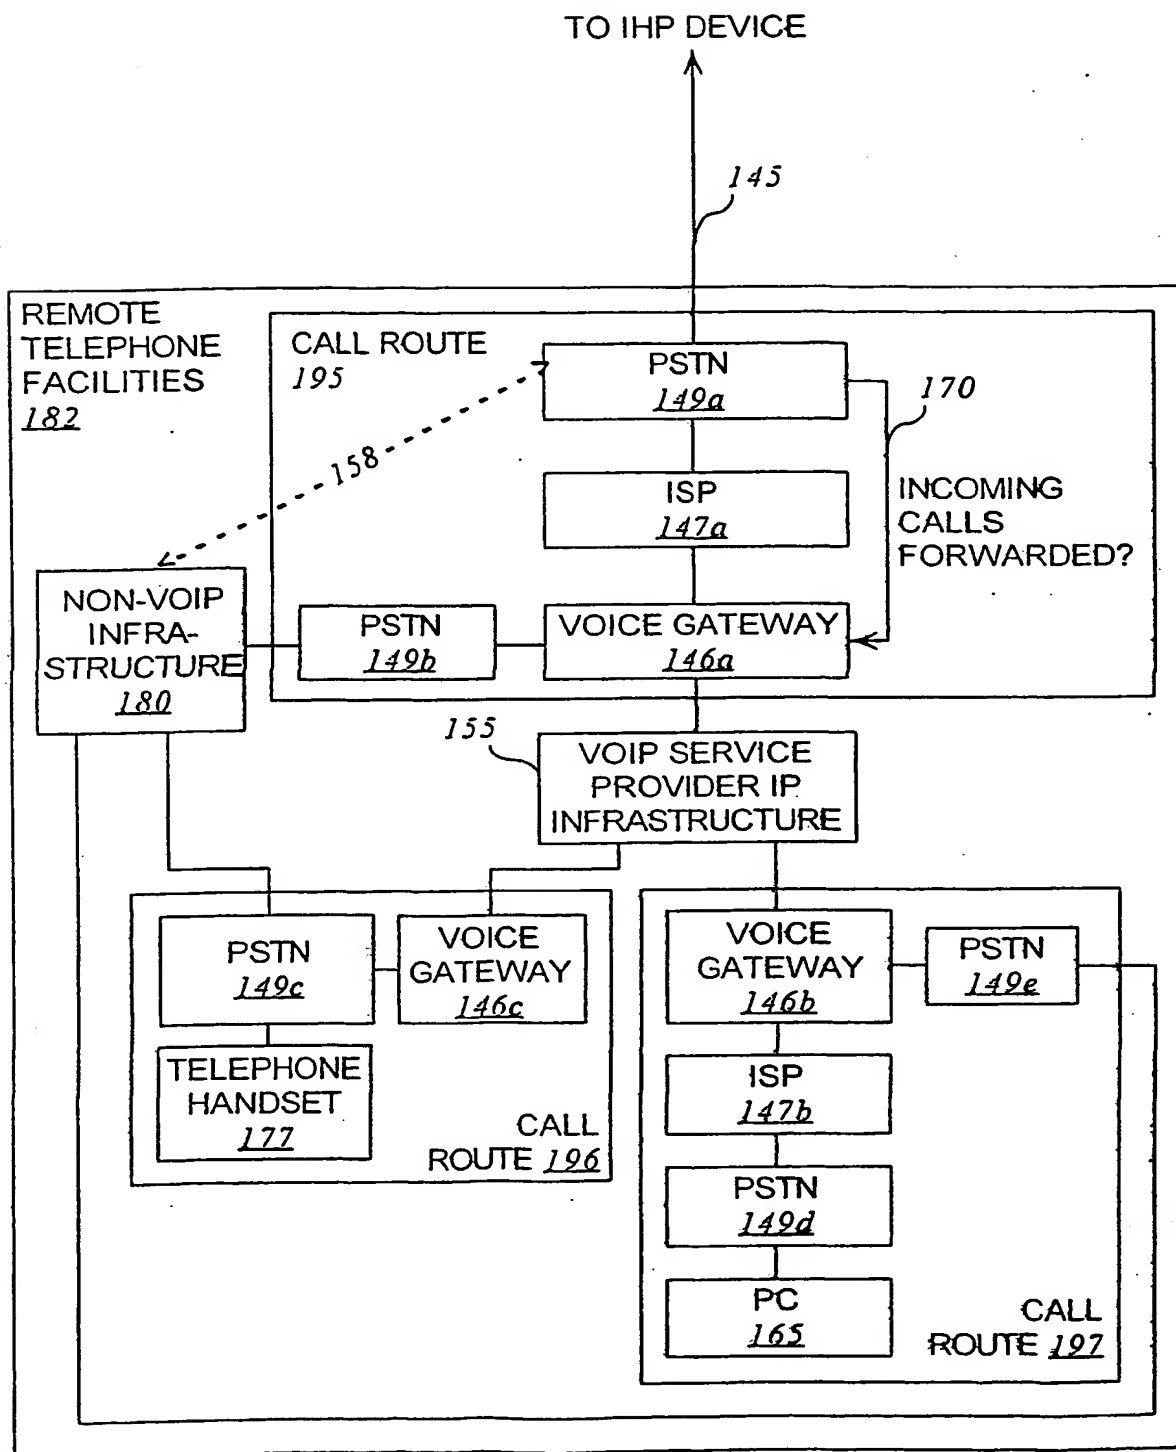 TO IHP DEVICE
145
REMOTE
TELEPHONE
FACILITIES
182
CALL ROUTE
195
PSTN
149a
170
158
ISP
147a
INCOMING
CALLS
FORWARDED?
NON-VOIP
INFRA-
STRUCTURE
180
PSTN
149b
VOICE GATEWAY
146a
155
VOIP SERVICE
PROVIDER IP
INFRASTRUCTURE
PSTN
149c
VOICE
GATEWAY
146c
TELEPHONE
HANDSET
177
CALL
ROUTE 196
VOICE
GATEWAY
146b
PSTN
149e
ISP
147b
PSTN
149d
PC
165
CALL
ROUTE 197